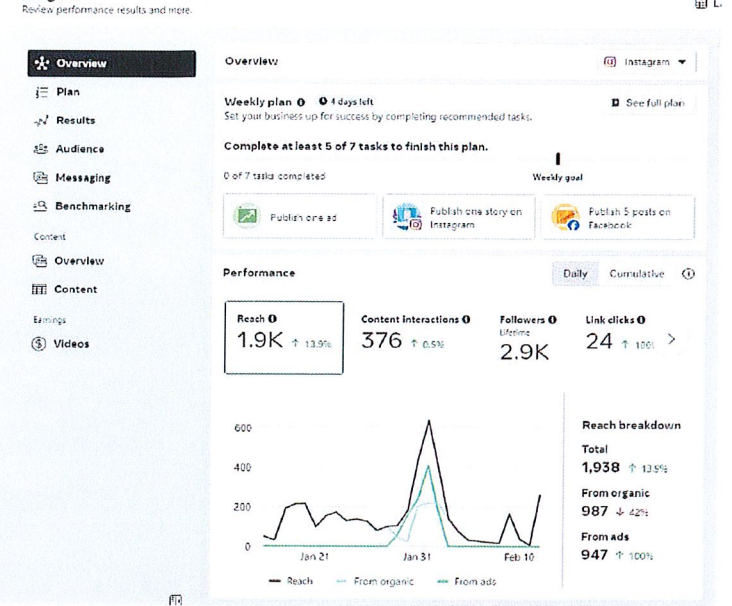 Review performance results and more.
L
Overview
Plan
Results
Audience
Messaging
Benchmarking
Content
Overview
Content
Earnings
Videos
Overview
Instagram
Weekly plan
4 days left
See full plan
Set your business up for success by completing recommended tasks.
Complete at least 5 of 7 tasks to finish this plan.
0 of 7 tasks completed
Weekly goal
Publish one ad
Publish one story on
Instagram
Publish 5 posts on
Facebook
Performance
Daily
Cumulative
Reach
1.9K ↑ 13.9%
Content interactions
376 ↑ 0.5%
Followers
Lifetime
2.9K
Link clicks
24 ↑ 100%
600
400
200
0
Jan 21
Jan 31
Feb 10
Reach
From organic
From ads
Reach breakdown
Total
1,938 ↑ 13.9%
From organic
987 ↓ 42%
From ads
947 ↑ 100%